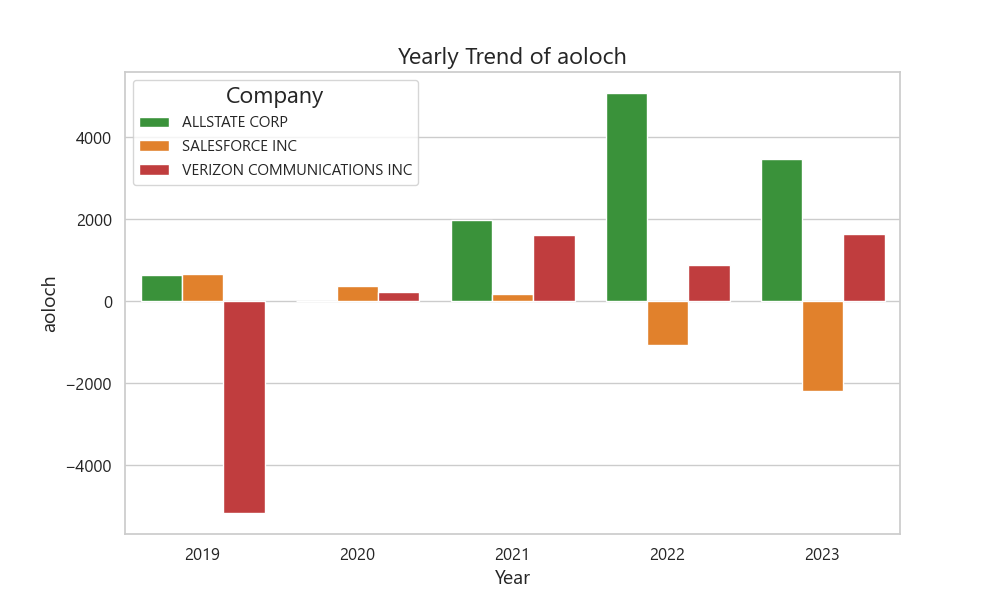 Yearly Trend of aoloch
Company
ALLSTATE CORP
SALESFORCE INC
VERIZON COMMUNICATIONS INC
aoloch
4000
2000
0
−2000
−4000
2019 2020 2021 2022 2023
Year